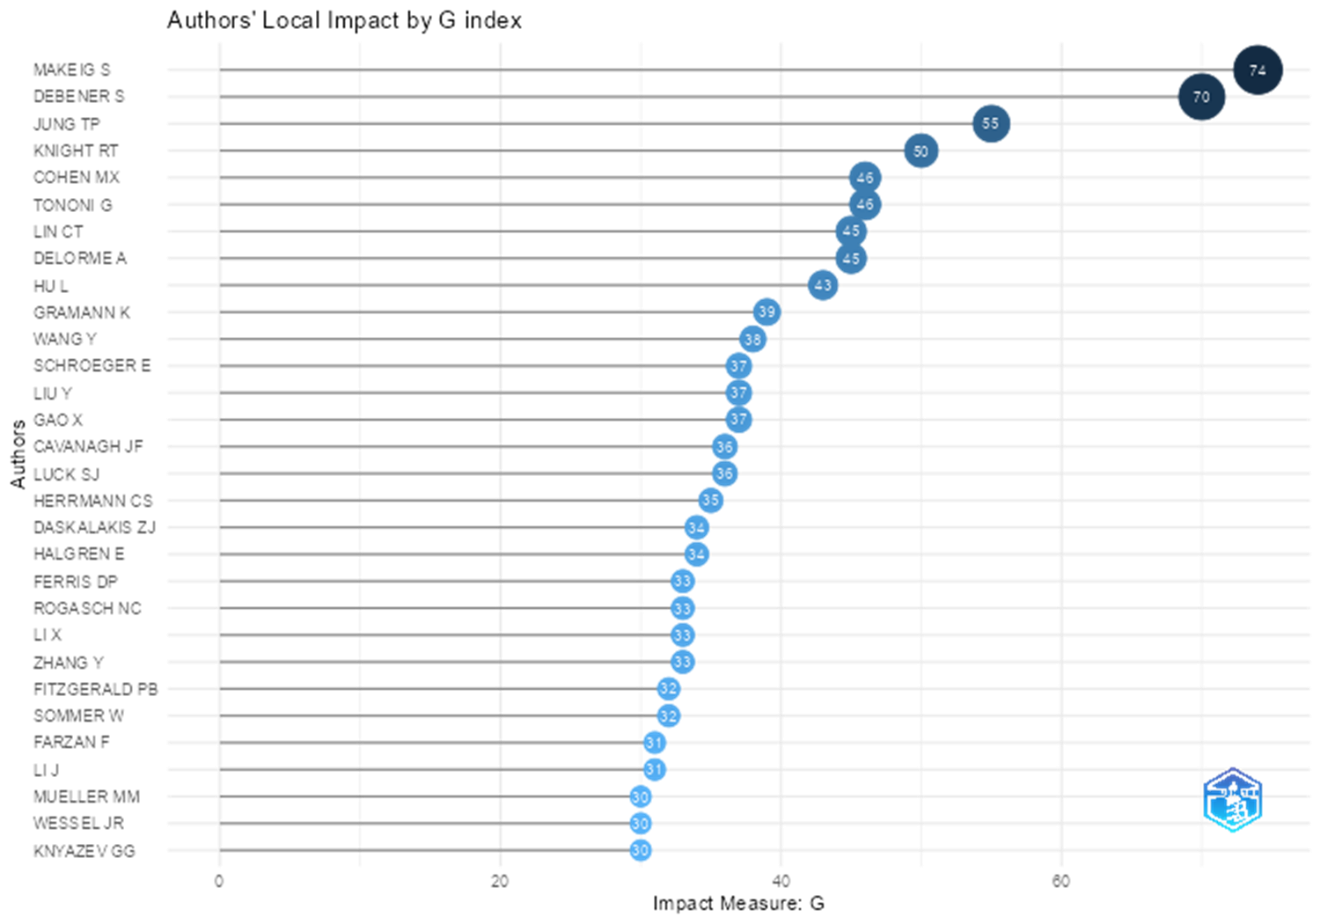 Authors' Local Impact by G index
MAKEIG S 74
DEBENER S 70
JUNG TP 55
KNIGHT RT 50
COHEN MX 46
TONONI G 46
LIN CT 45
DELORME A 45
HU L 43
GRAMANN K 39
WANG Y 38
SCHROEGER E 37
LIU Y 37
GAO X 37
CAVANAGH JF 36
LUCK SJ 36
HERRMANN CS 35
DASKALAKIS ZJ 34
HALGREN E 34
FERRIS DP 33
ROGASCH NC 33
LI X 33
ZHANG Y 33
FITZGERALD PB 32
SOMMER W 32
FARZAN F 31
LI J 31
MUELLER MM 30
WESSEL JR 30
KNYAZEV GG 30
Authors
0 20 40 60
Impact Measure: G